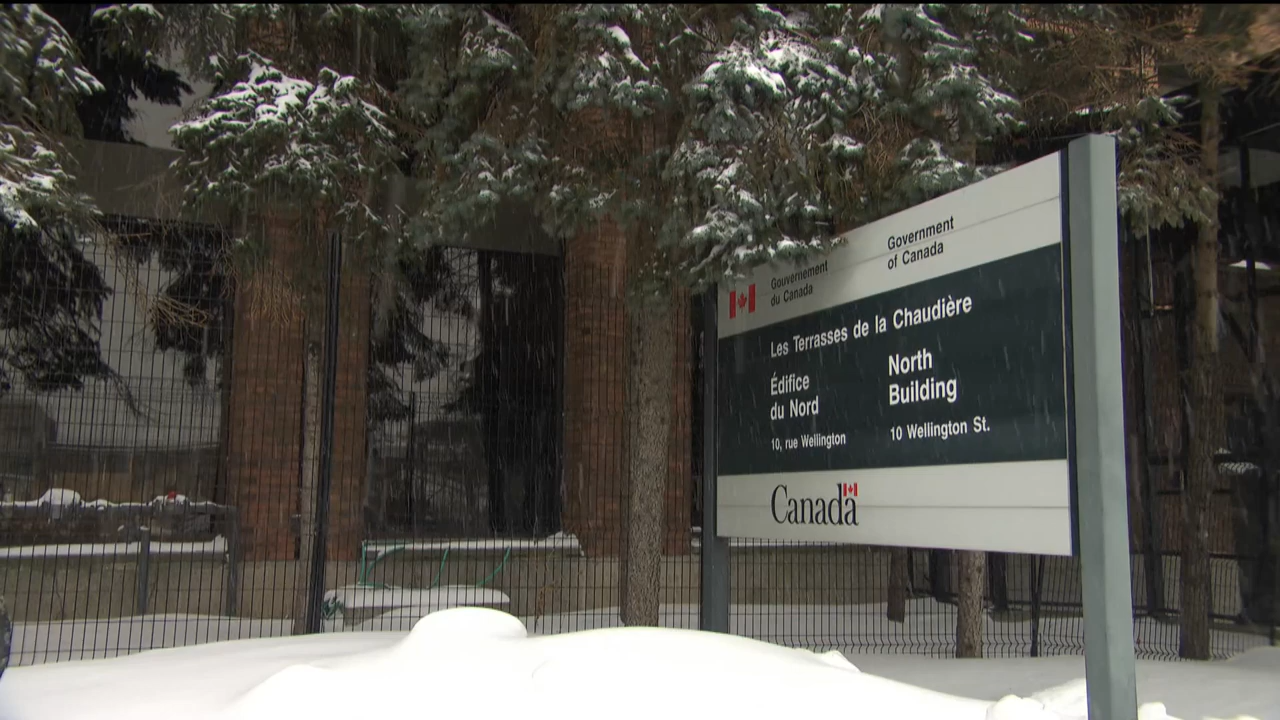 Gouvernement
du Canada
Government
of Canada
Les Terrasses de la Chaudière
Édifice
du Nord
North
Building
10, rue Wellington
10 Wellington St.
Canada